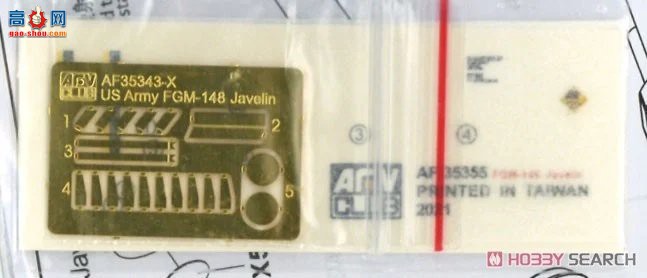 高手网
gao-shou.com
AFV CLUB
AF35343-X
US Army FGM-148 Javelin
1
2
3
4
5
③
④
AFV CLUB
AF35355 FGM-148 Javelin
PRINTED IN TAIWAN
2021
HOBBY SEARCH